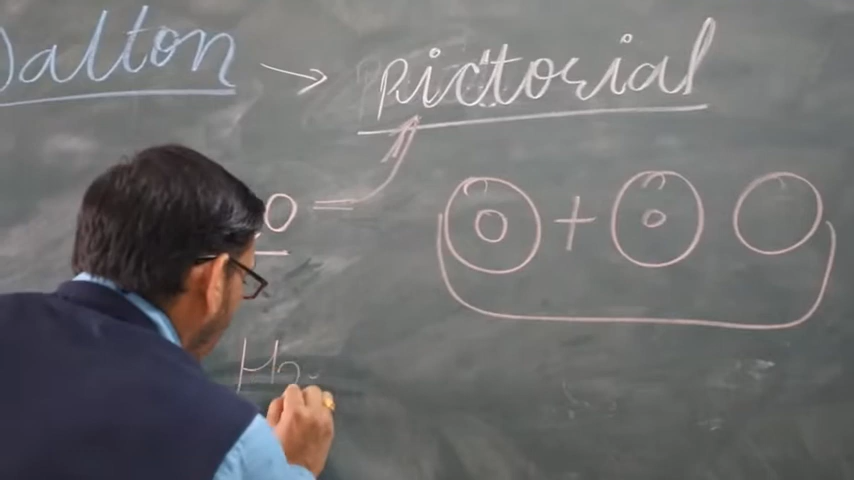 Dalton → pictorial
O =
+
H2